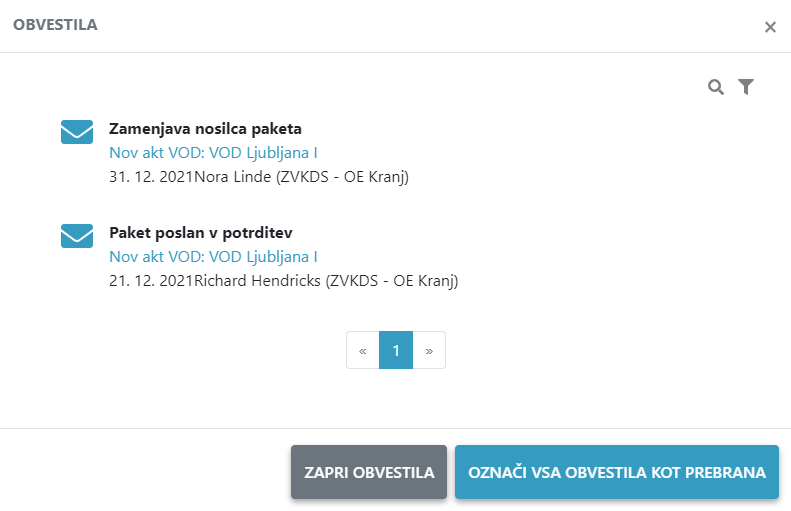 OBVESTILA
×
Zamenjava nosilca paketa
Nov akt VOD: VOD Ljubljana I
31. 12. 2021Nora Linde (ZVKDS - OE Kranj)
Paket poslan v potrditev
Nov akt VOD: VOD Ljubljana I
21. 12. 2021Richard Hendricks (ZVKDS - OE Kranj)
« 1 »
ZAPRI OBVESTILA
OZNAČI VSA OBVESTILA KOT PREBRANA